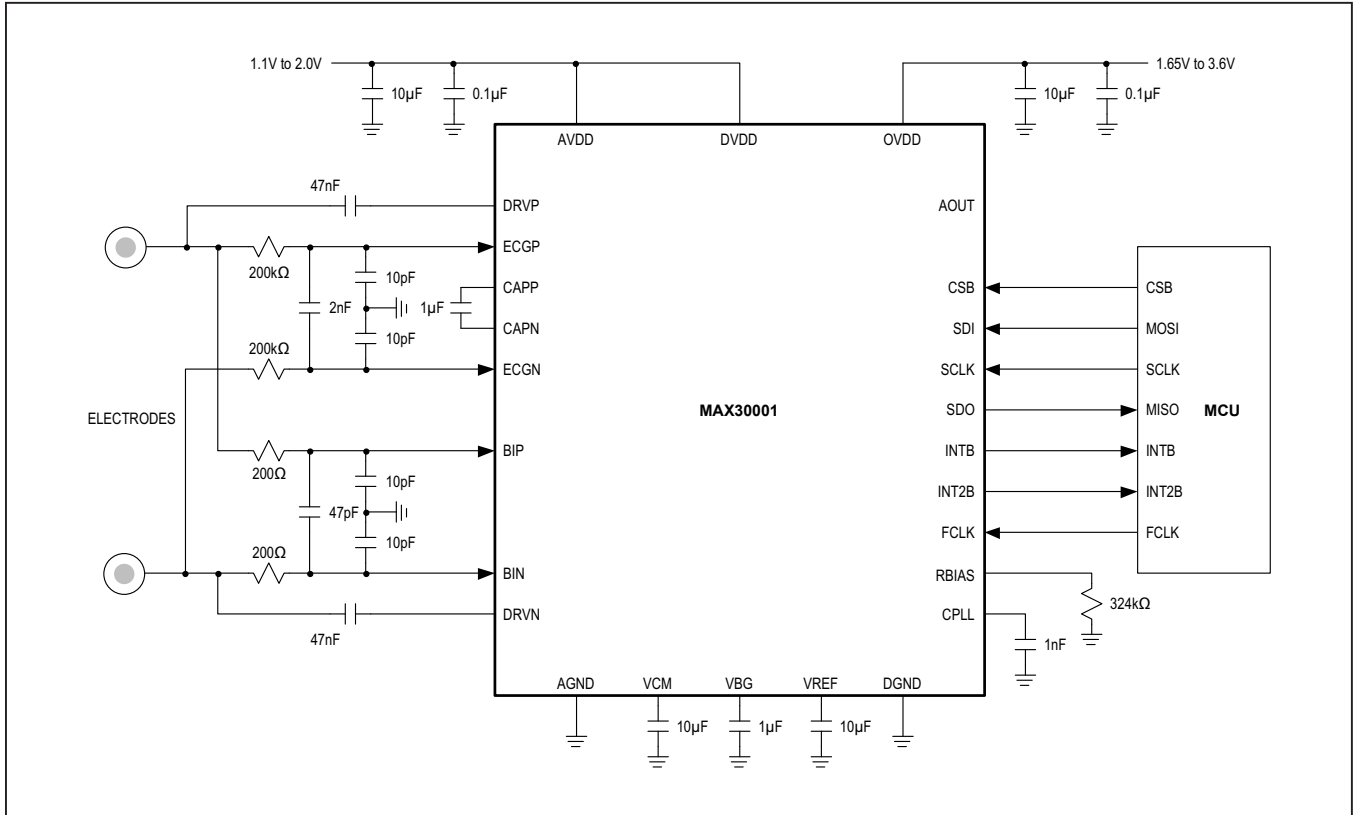 1.1V to 2.0V
1.65V to 3.6V
10µF
0.1µF
10µF
0.1µF
AVDD
DVDD
OVDD
47nF
DRVP
AOUT
ECGP
200kΩ
10pF
CAPP
CSB
CSB
2nF
1µF
CAPN
SDI
MOSI
10pF
200kΩ
ECGN
SCLK
SCLK
ELECTRODES
MAX30001
SDO
MISO
MCU
BIP
INTB
INTB
200Ω
10pF
INT2B
INT2B
47pF
10pF
FCLK
FCLK
200Ω
BIN
RBIAS
324kΩ
DRVN
CPLL
47nF
1nF
AGND
VCM
VBG
VREF
DGND
10µF
1µF
10µF